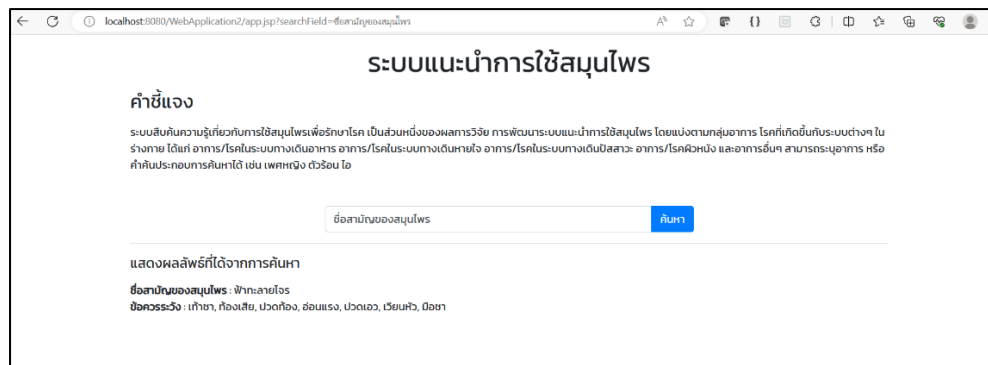 localhost:8080/WebApplication2/app.jsp?searchField=ชื่อสามัญของสมุนไพร
ระบบแนะนำการใช้สมุนไพร
คำชี้แจง
ระบบสืบค้นความรู้เกี่ยวกับการใช้สมุนไพรเพื่อรักษาโรค เป็นส่วนหนึ่งของผลการวิจัย การพัฒนาระบบแนะนำการใช้สมุนไพร โดยแบ่งตามกลุ่มอาการ โรคที่เกิดขึ้นกับระบบต่างๆ ใน
ร่างกาย ได้แก่ อาการ/โรคในระบบทางเดินอาหาร อาการ/โรคในระบบทางเดินหายใจ อาการ/โรคในระบบทางเดินปัสสาวะ อาการ/โรคผิวหนัง และอาการอื่นๆ สามารถระบุอาการ หรือ
คำค้นประกอบการค้นหาได้ เช่น เพศหญิง ตัวร้อน ไอ
ชื่อสามัญของสมุนไพร ค้นหา
แสดงผลลัพธ์ที่ได้จากการค้นหา
ชื่อสามัญของสมุนไพร : ฟ้าทะลายโจร
ข้อควรระวัง : เท้าชา, ท้องเสีย, ปวดท้อง, อ่อนแรง, ปวดเอว, เวียนหัว, มือชา